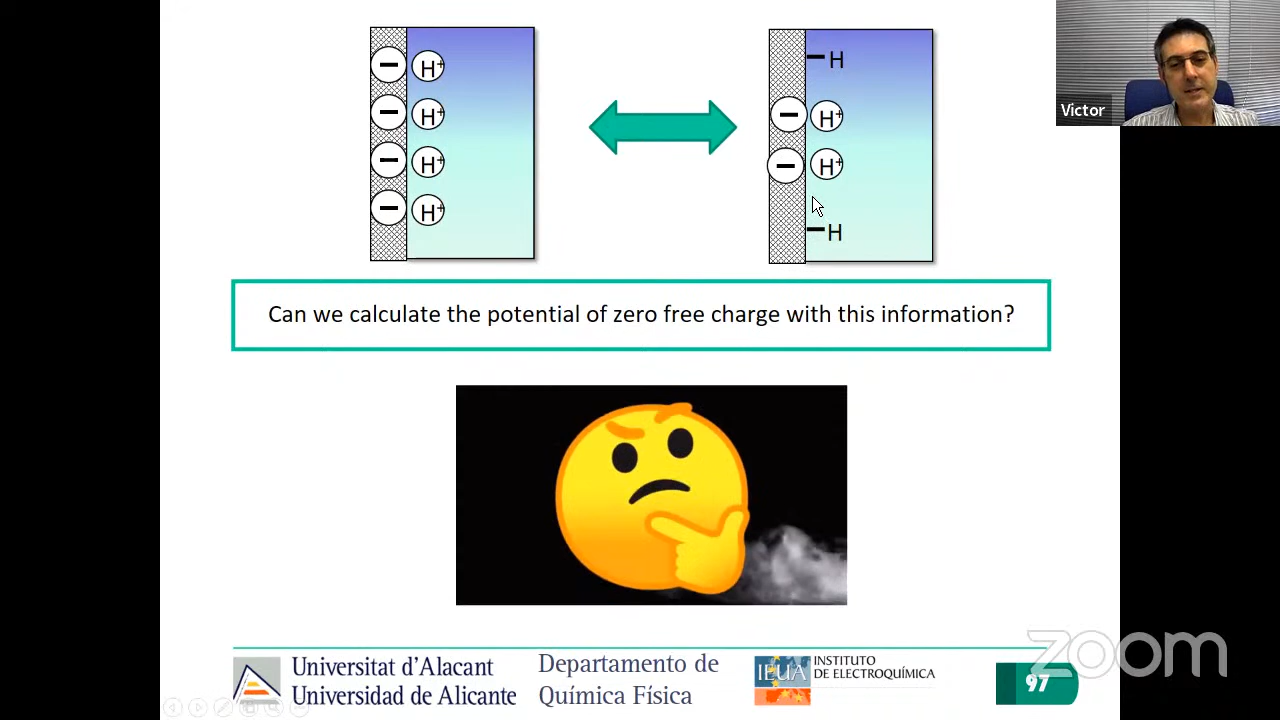 H+
H+
H+
H+
H
H+
H+
H
Victor
Can we calculate the potential of zero free charge with this information?
Universitat d'Alacant
Universidad de Alicante
Departamento de
Química Física
IEUA
INSTITUTO
DE ELECTROQUÍMICA
97
zoom